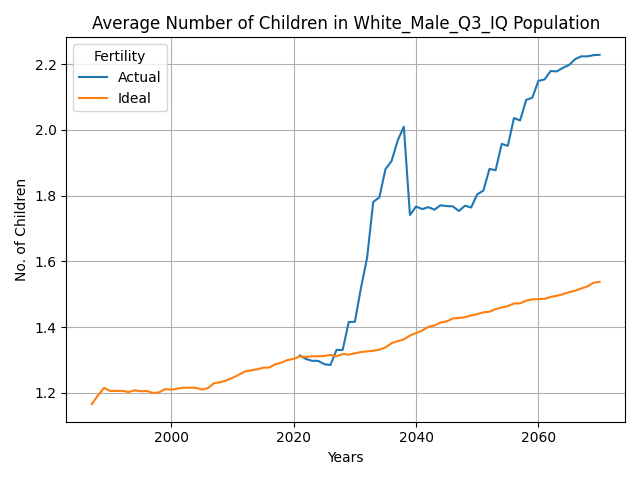 Average Number of Children in White_Male_Q3_IQ Population
Fertility
Actual
Ideal
No. of Children
2.2
2.0
1.8
1.6
1.4
1.2
2000 2020 2040 2060
Years